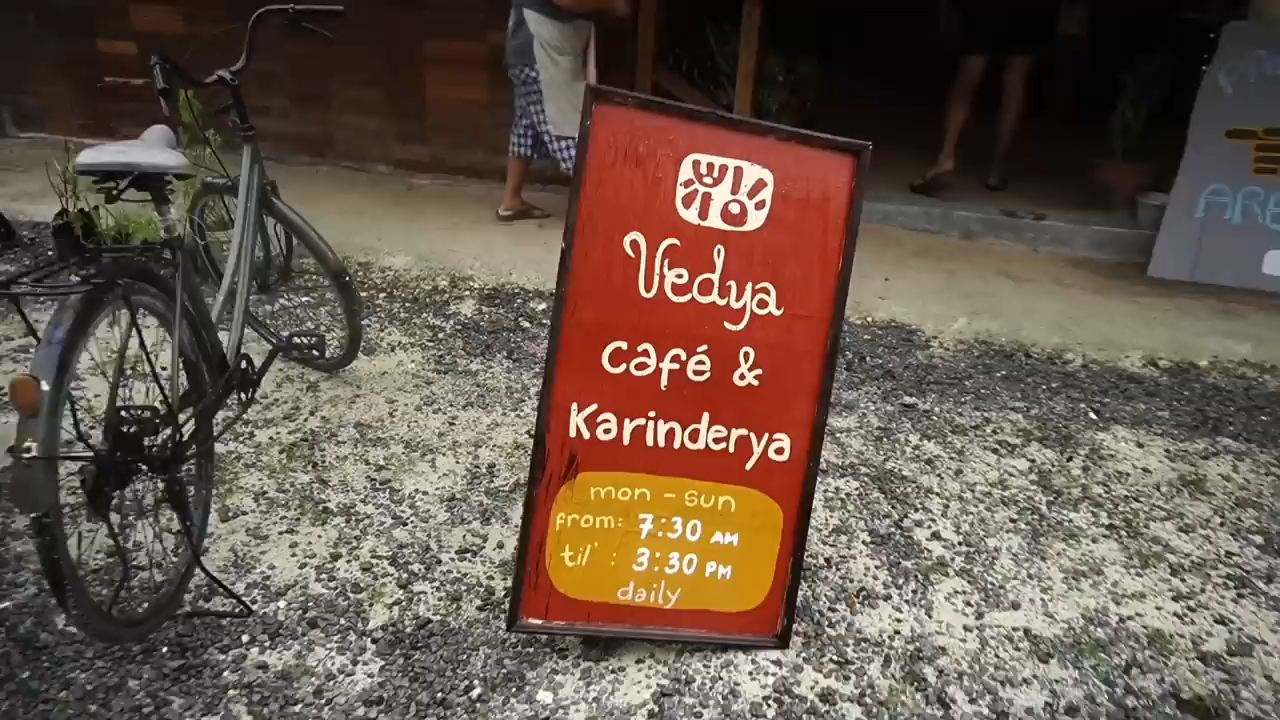 Vedya
café &
Karinderya
mon - sun
from: 7:30 AM
til' : 3:30 PM
daily